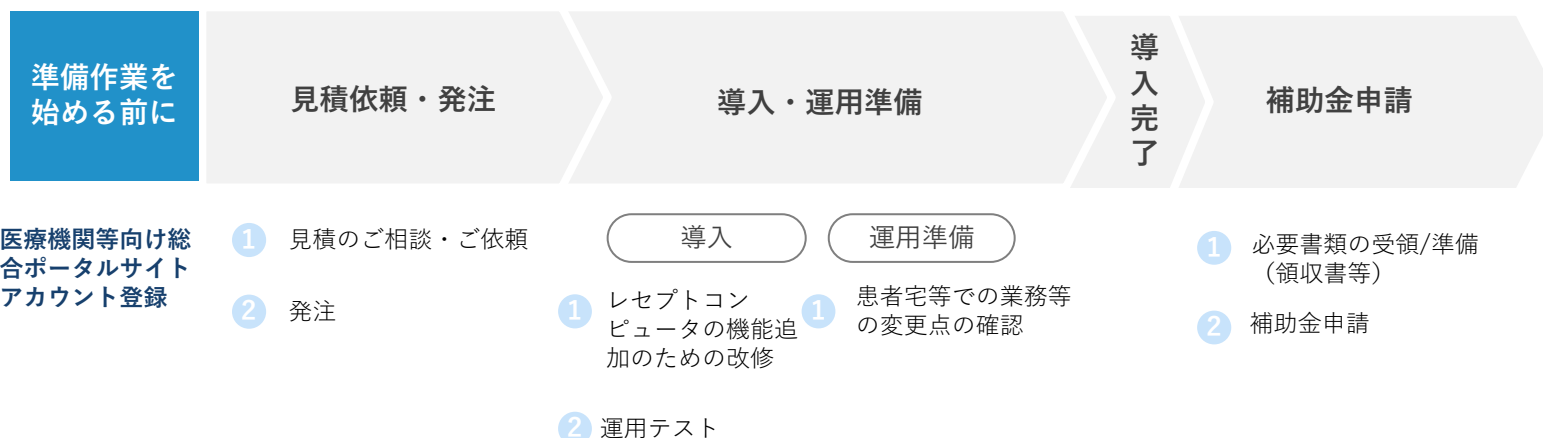 準備作業を
始める前に
見積依頼・発注
導入・運用準備
導入完了
補助金申請
医療機関等向け総
合ポータルサイト
アカウント登録
1 見積のご相談・ご依頼
2 発注
導入
1 レセプトコン
ピュータの機能追
加のための改修
2 運用テスト
運用準備
1 患者宅等での業務等
の変更点の確認
1 必要書類の受領/準備
（領収書等）
2 補助金申請